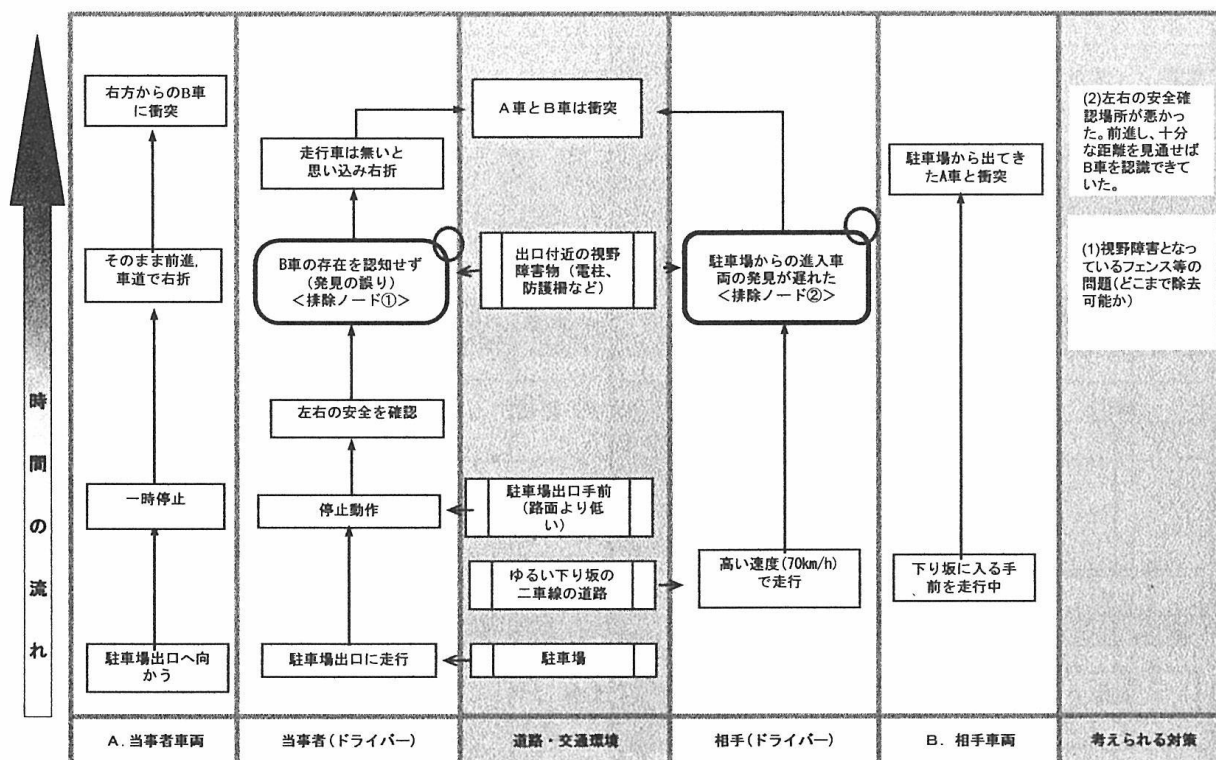 時間の流れ
右方からのB車
に衝突
そのまま前進,
車道で右折
一時停止
駐車場出口へ向
かう
A. 当事者車両
走行車は無いと
思い込み右折
B車の存在を認知せず
(発見の誤り)
<排除ノード①>
左右の安全を確認
停止動作
駐車場出口に走行
当事者(ドライバー)
A車とB車は衝突
出口付近の視野
障害物(電柱、
防護柵など)
駐車場出口手前
(路面より低
い)
ゆるい下り坂の
二車線の道路
駐車場
道路・交通環境
駐車場からの進入車
両の発見が遅れた
<排除ノード②>
高い速度(70km/h)
で走行
相手(ドライバー)
駐車場から出てき
たA車と衝突
下り坂に入る手
前を走行中
B. 相手車両
(2)左右の安全確
認場所が悪かっ
た。前進し、十分
な距離を見通せば
B車を認識できて
いた。
(1)視野障害となっ
ているフェンス等の
問題(どこまで除去
可能か)
考えられる対策